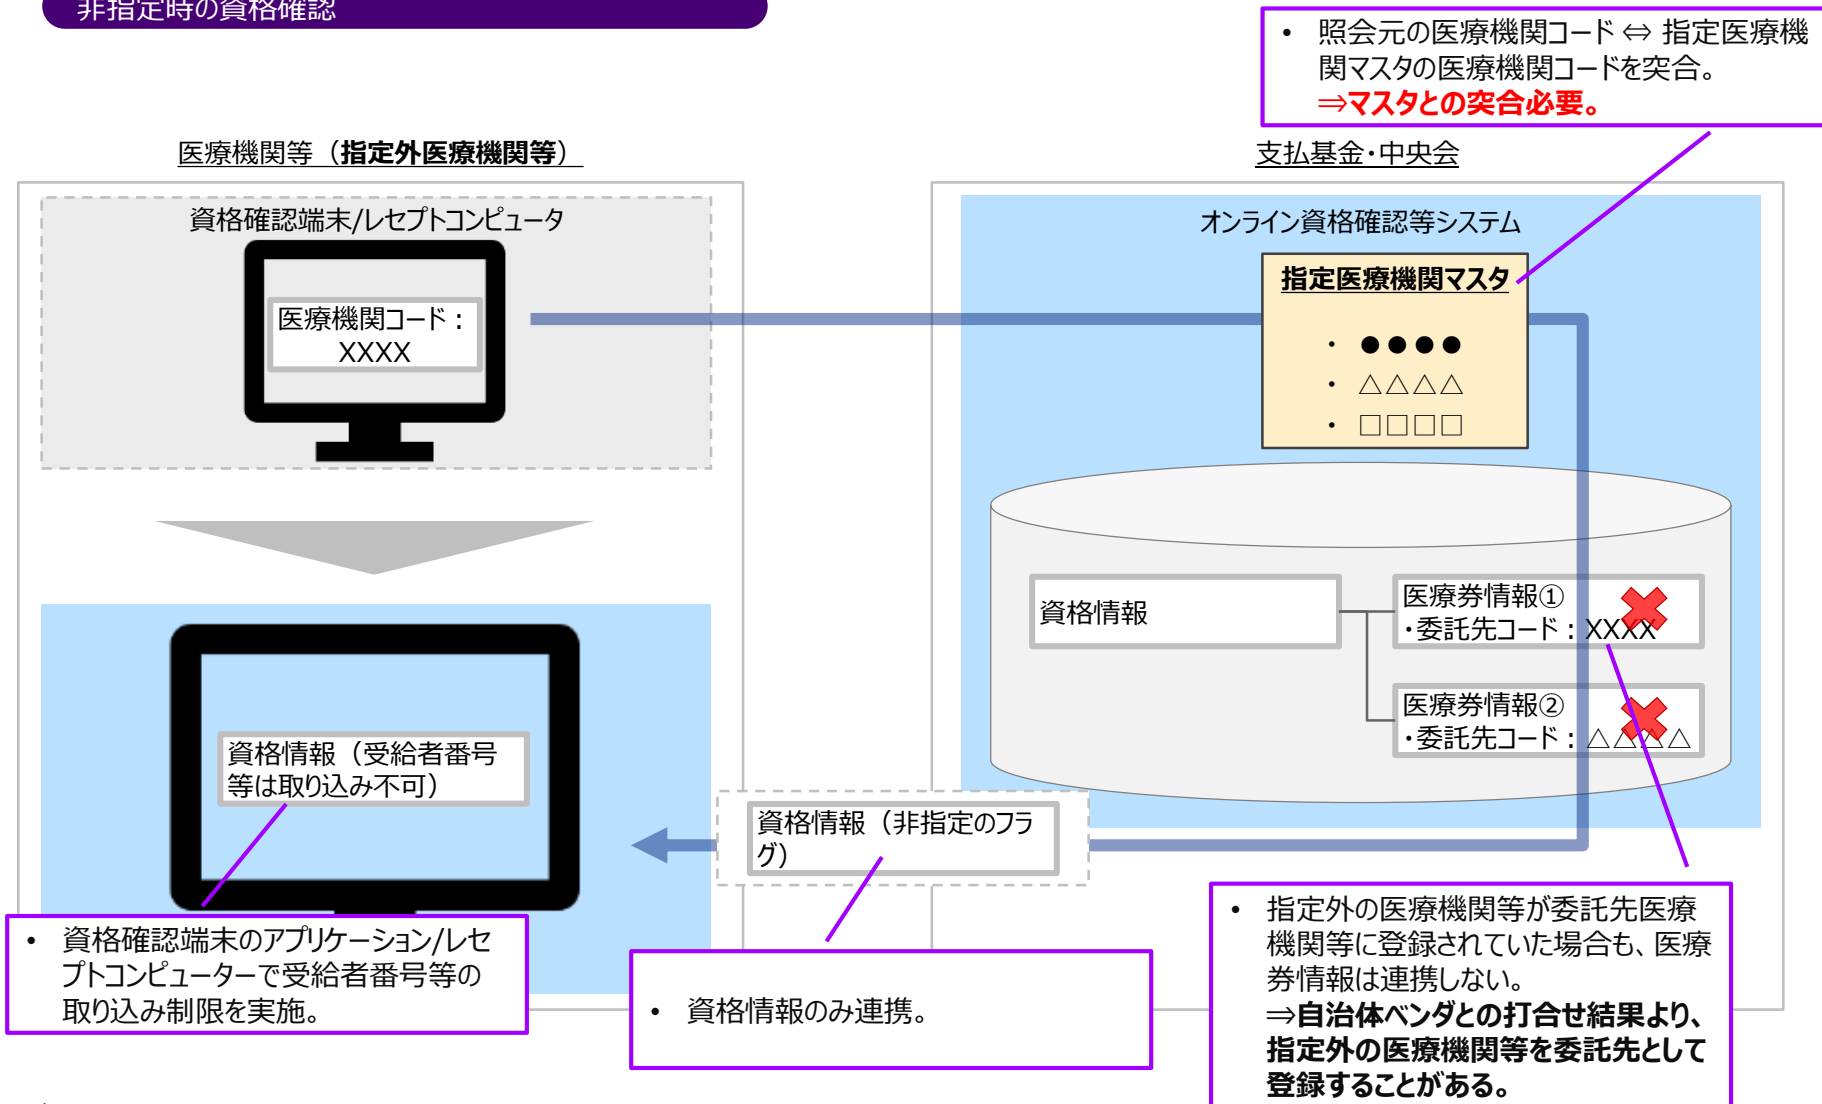 非指定時の資格確認
• 照会元の医療機関コード ⇔ 指定医療機
関マスタの医療機関コードを突合。
⇒マスタとの突合必要。
医療機関等（指定外医療機関等）
支払基金・中央会
資格確認端末/レセプトコンピュータ
医療機関コード：
XXXX
オンライン資格確認等システム
指定医療機関マスタ
・ ●●●●
・ △△△△
・ □□□□
資格情報
医療券情報①
・委託先コード：XXXX
医療券情報②
・委託先コード：△△△△
資格情報（受給者番号
等は取り込み不可）
資格情報（非指定のフラ
グ）
• 資格確認端末のアプリケーション/レセ
プトコンピューターで受給者番号等の
取り込み制限を実施。
• 資格情報のみ連携。
• 指定外の医療機関等が委託先医療
機関等に登録されていた場合も、医療
券情報は連携しない。
⇒自治体ベンダとの打合せ結果より、
指定外の医療機関等を委託先として
登録することがある。